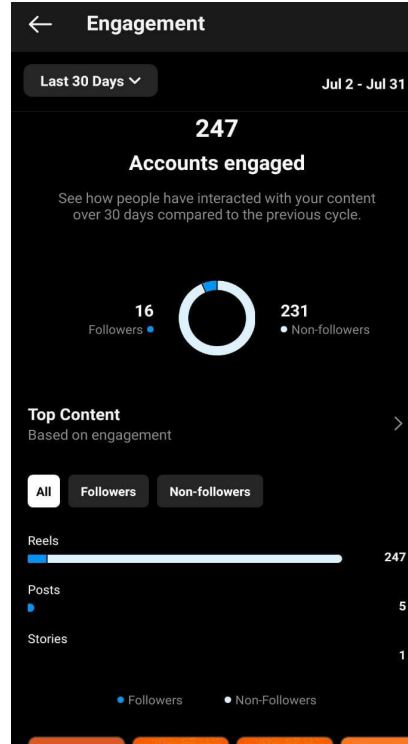 Engagement
Last 30 Days
Jul 2 - Jul 31
247
Accounts engaged
See how people have interacted with your content
over 30 days compared to the previous cycle.
16
Followers
231
Non-followers
Top Content
Based on engagement
All
Followers
Non-followers
Reels
247
Posts
5
Stories
1
Followers
Non-Followers